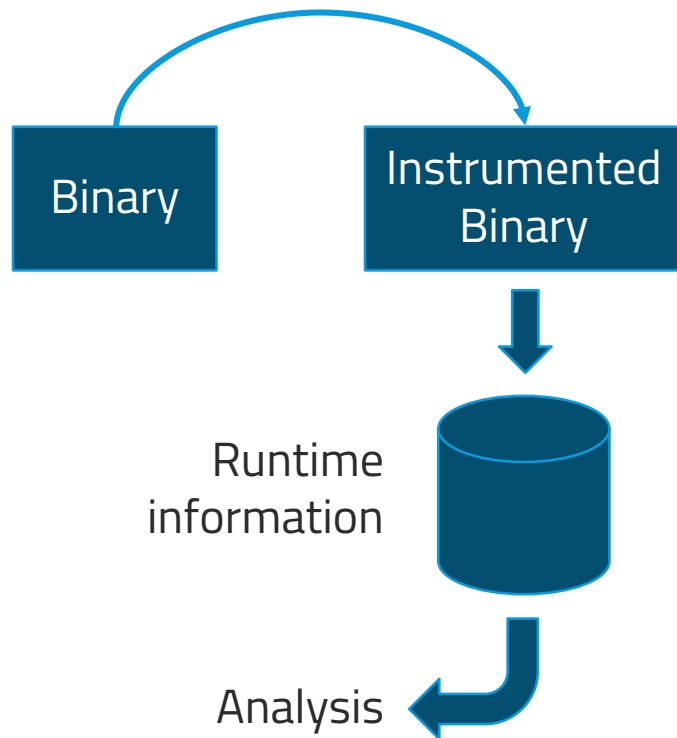 Binary
Instrumented
Binary
Runtime
information
Analysis